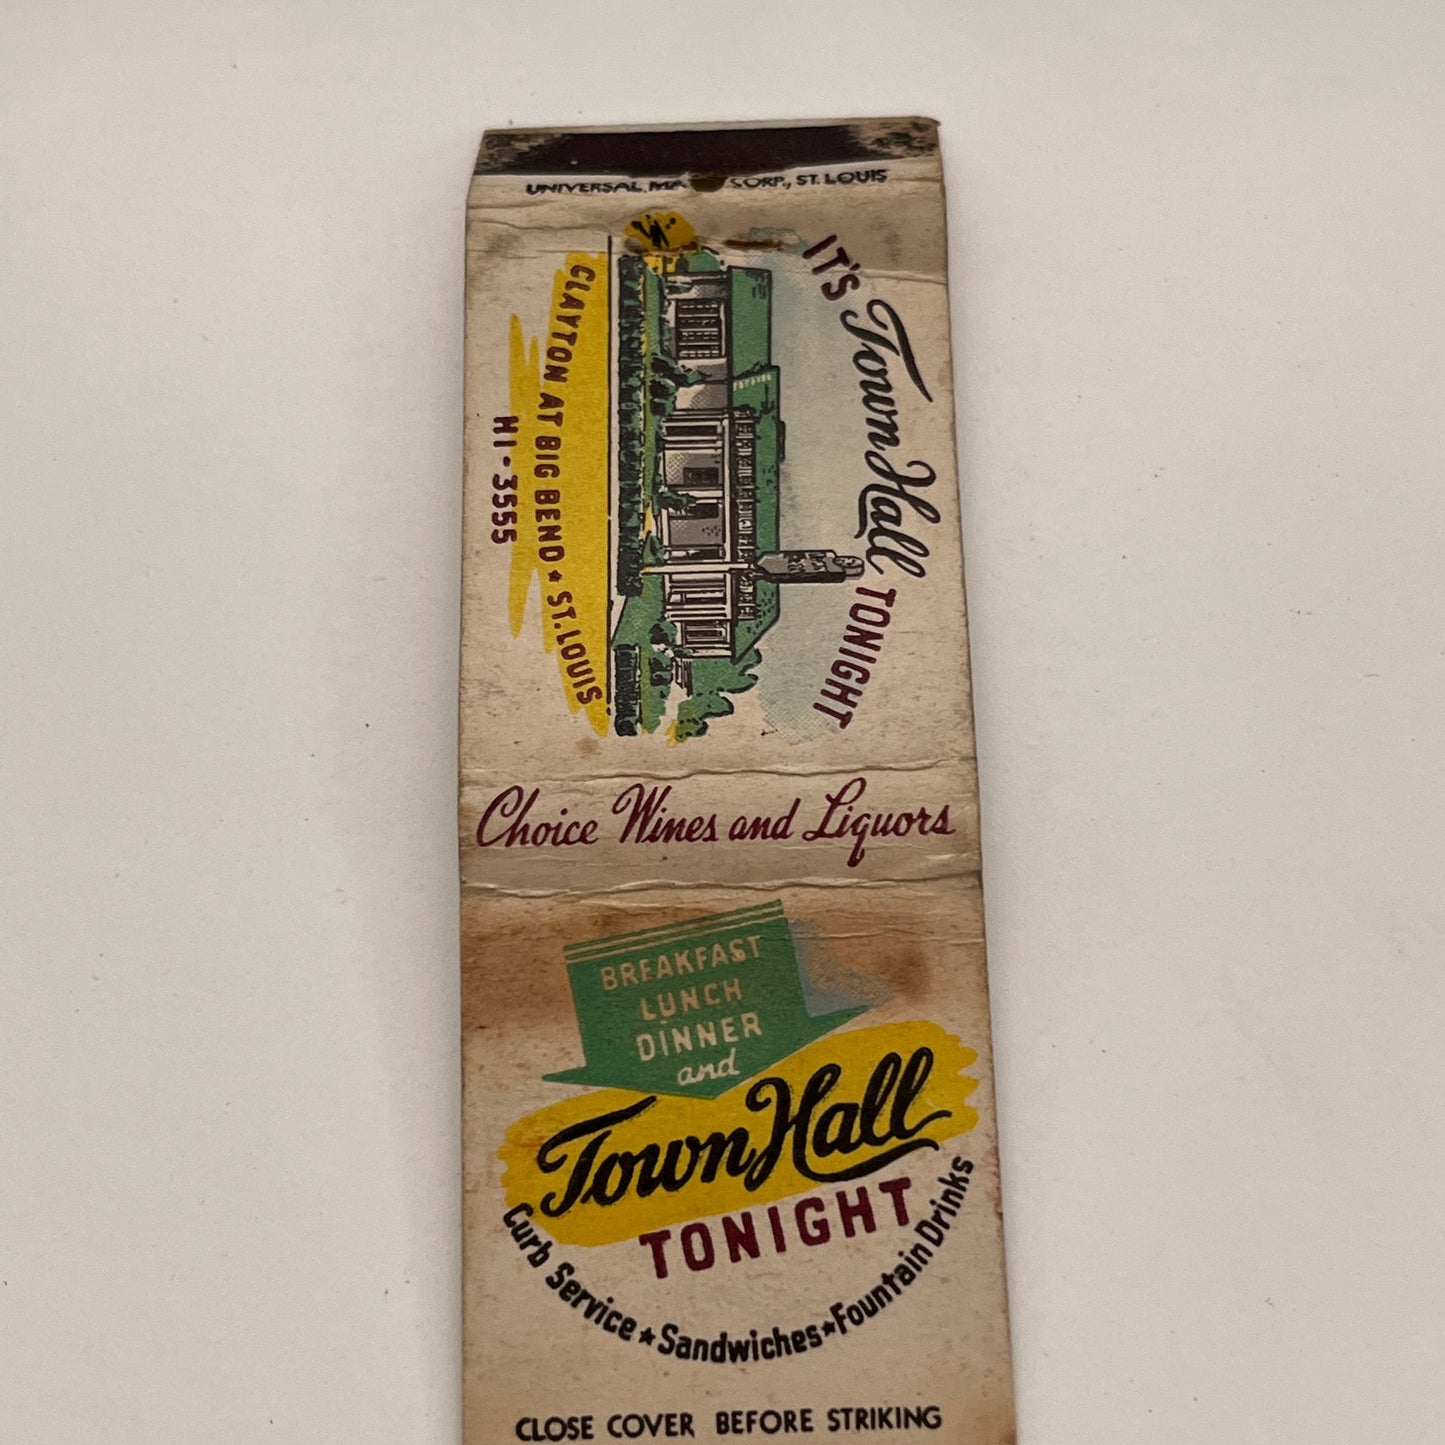 UNIVERSAL MA CORP., ST. LOUIS
IT'S Town Hall TONIGHT
CLAYTON AT BIG BEND ★ ST. LOUIS
HI-3555
Choice Wines and Liquors
BREAKFAST
LUNCH
DINNER
and
Town Hall
TONIGHT
Curb Service ★ Sandwiches ★ Fountain Drinks
CLOSE COVER BEFORE STRIKING